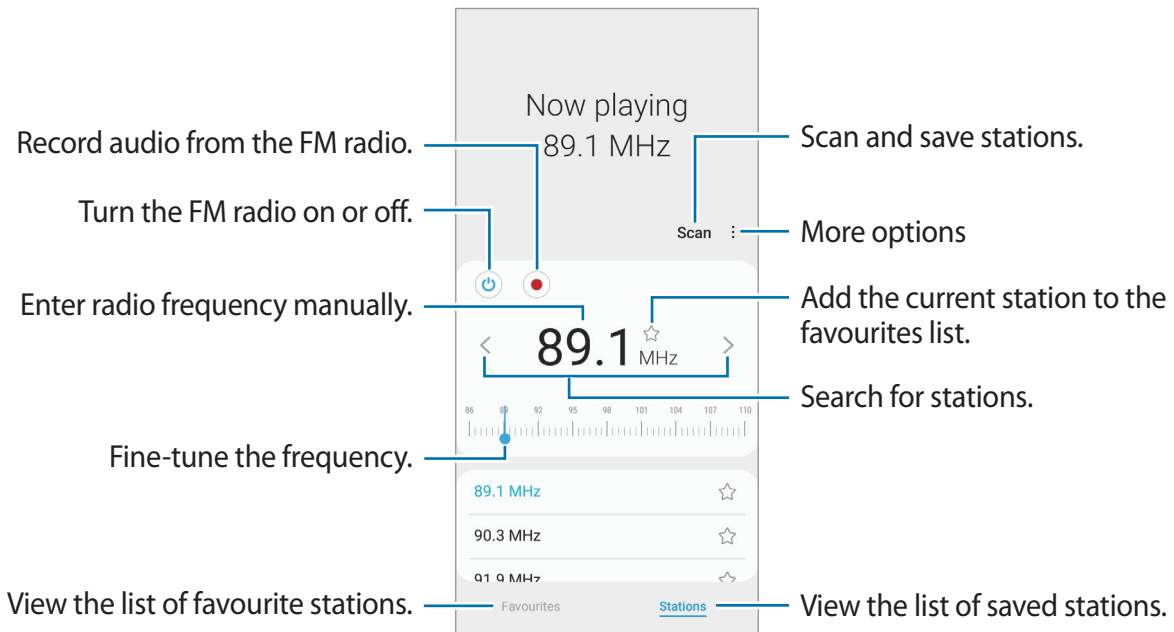 Now playing
89.1 MHz
Record audio from the FM radio.
Scan and save stations.
Turn the FM radio on or off.
Scan
More options
Enter radio frequency manually.
Add the current station to the
favourites list.
89.1 MHz
Search for stations.
86 89 92 95 98 101 104 107 110
Fine-tune the frequency.
89.1 MHz
90.3 MHz
91.9 MHz
View the list of favourite stations.
Favourites
Stations
View the list of saved stations.